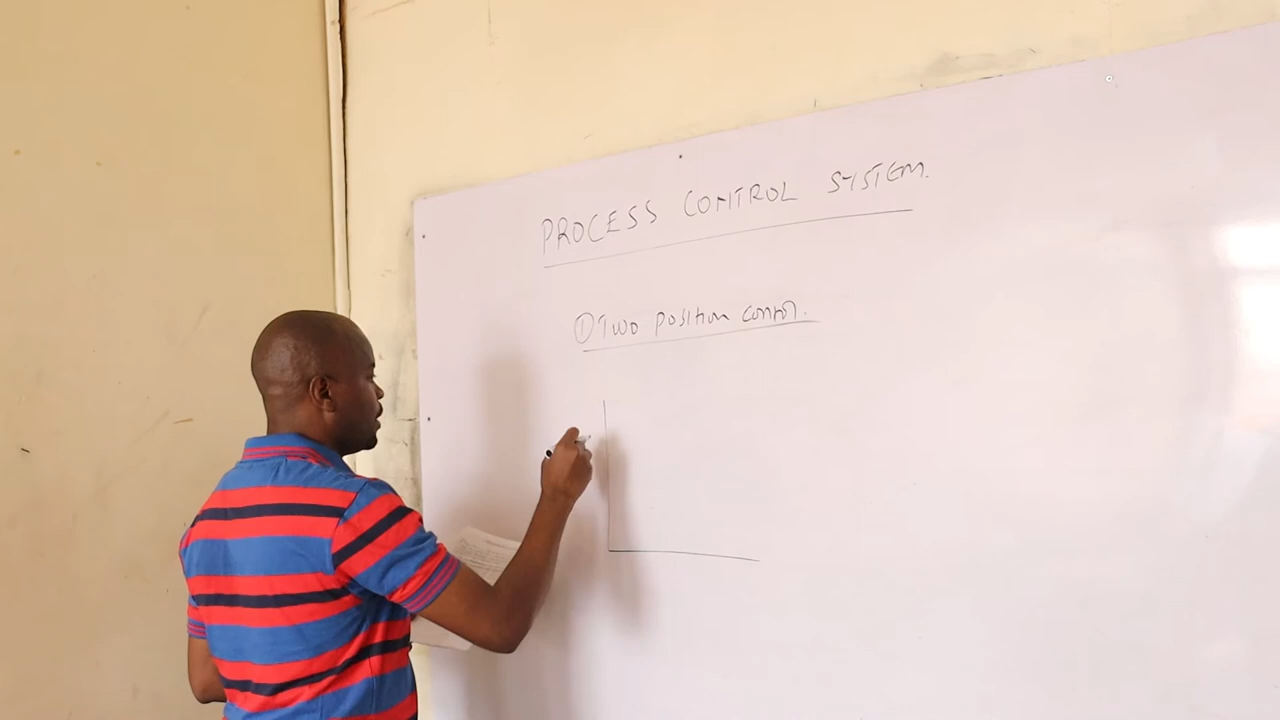 PROCESS CONTROL SYSTEM.
① Two position control.